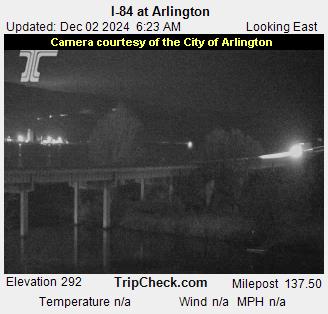 I-84 at Arlington
Updated: Dec 02 2024 6:23 AM Looking East
Camera courtesy of the City of Arlington
Elevation 292 TripCheck.com Milepost 137.50
Temperature n/a Wind n/a MPH n/a